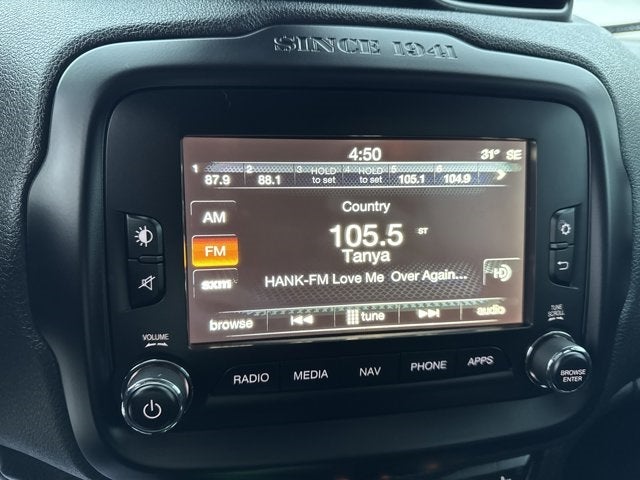 SINCE 1941
4:50 31° SE
1 87.9 2 88.1 3 HOLD to set 4 HOLD to set 5 105.1 6 104.9
Country
AM
105.5 ST
FM
Tanya
HANK-FM Love Me Over Again...
sxm
HD
browse tune audio
VOLUME
TUNE
SCROLL
RADIO MEDIA NAV PHONE APPS
BROWSE
ENTER